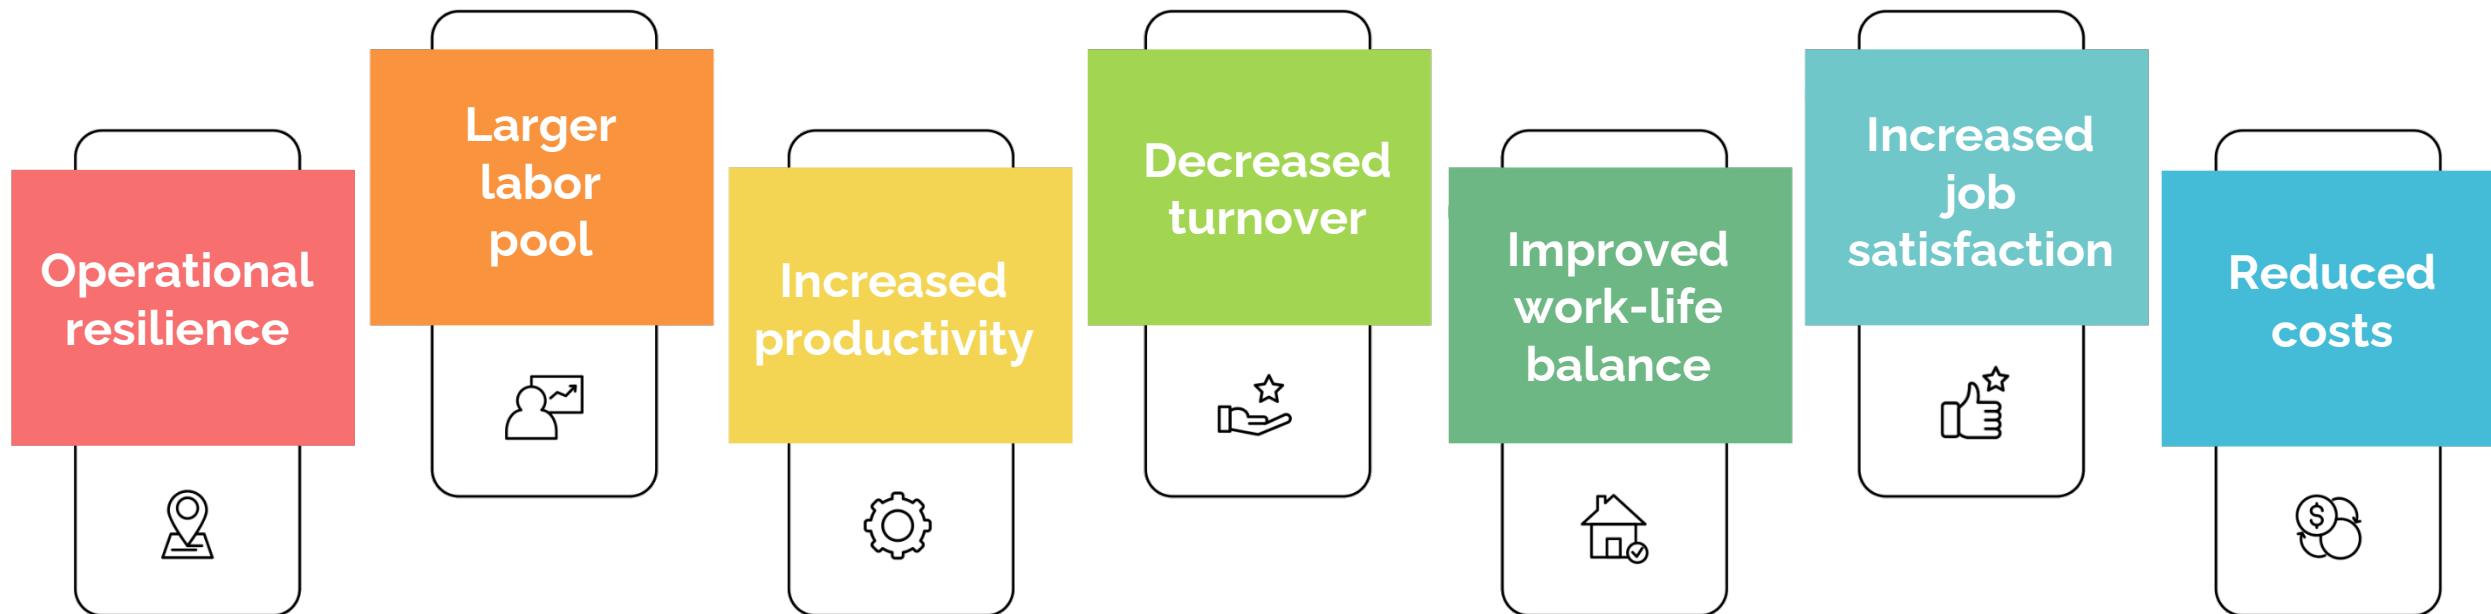 Operational
resilience
Larger
labor
pool
Increased
productivity
Decreased
turnover
Improved
work-life
balance
Increased
job
satisfaction
Reduced
costs
$